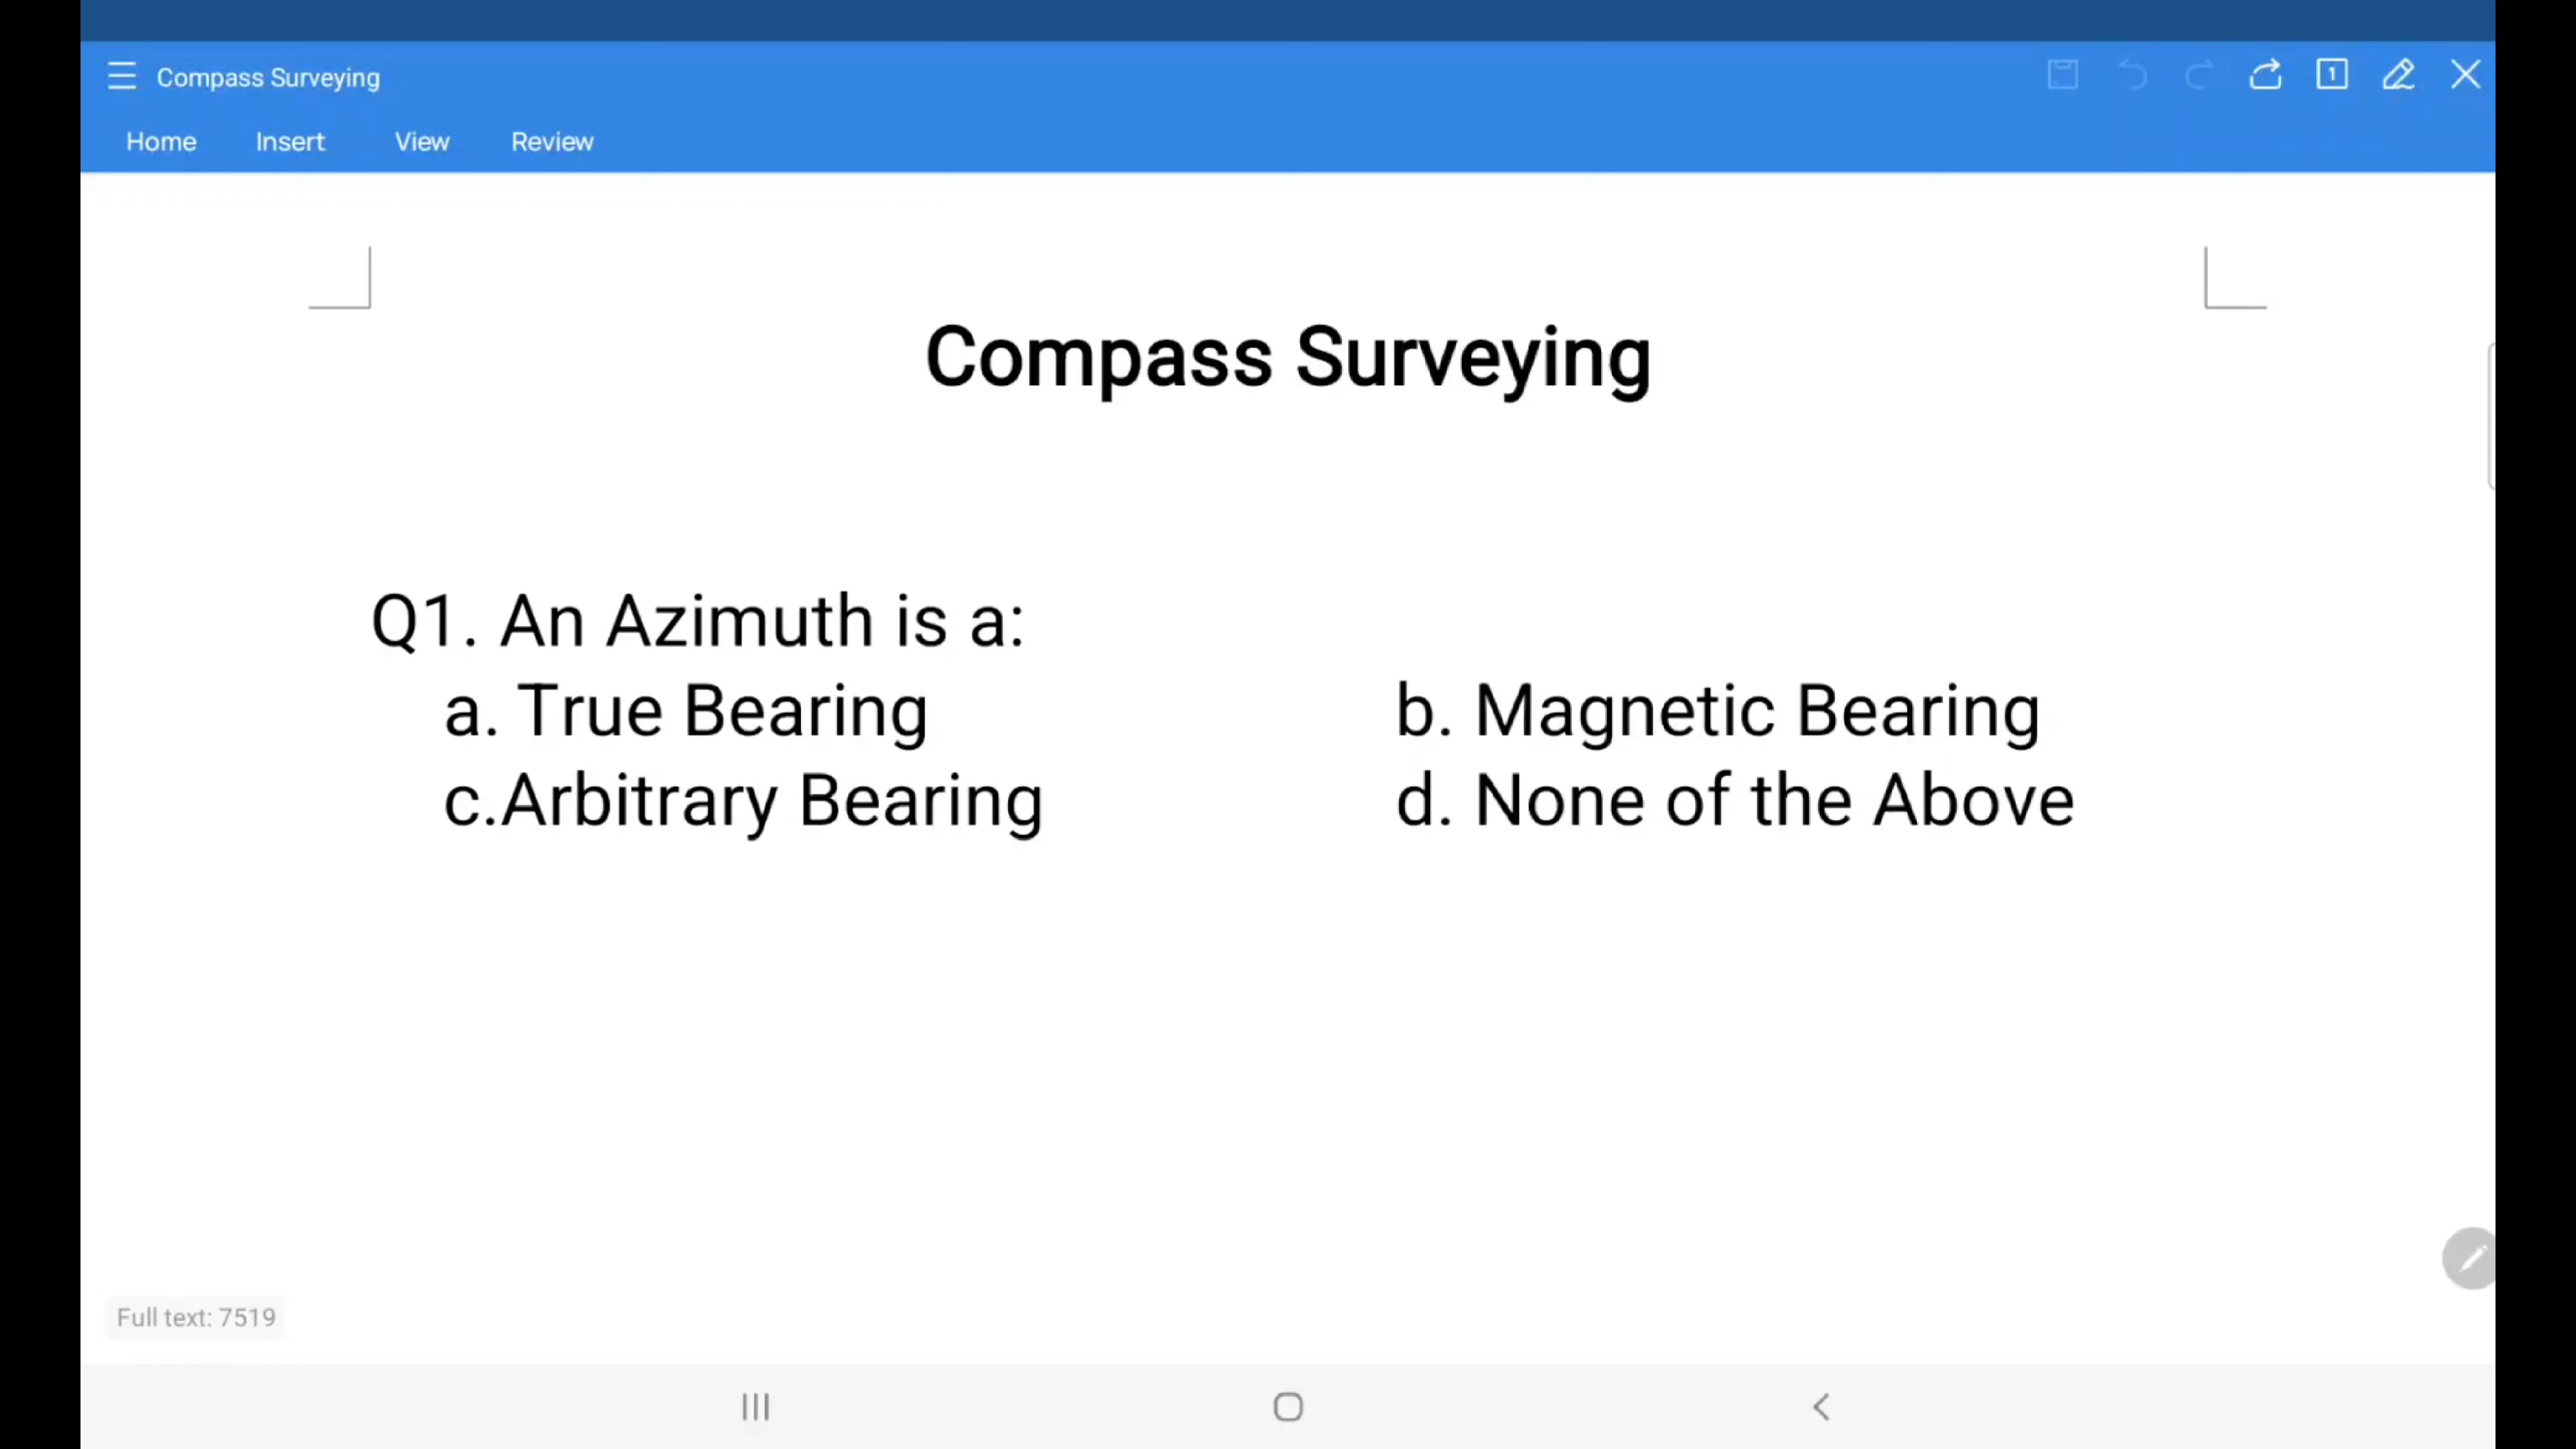 Compass Surveying
1
Home Insert View Review
Compass Surveying
Q1. An Azimuth is a:
a. True Bearing b. Magnetic Bearing
c.Arbitrary Bearing d. None of the Above
Full text: 7519